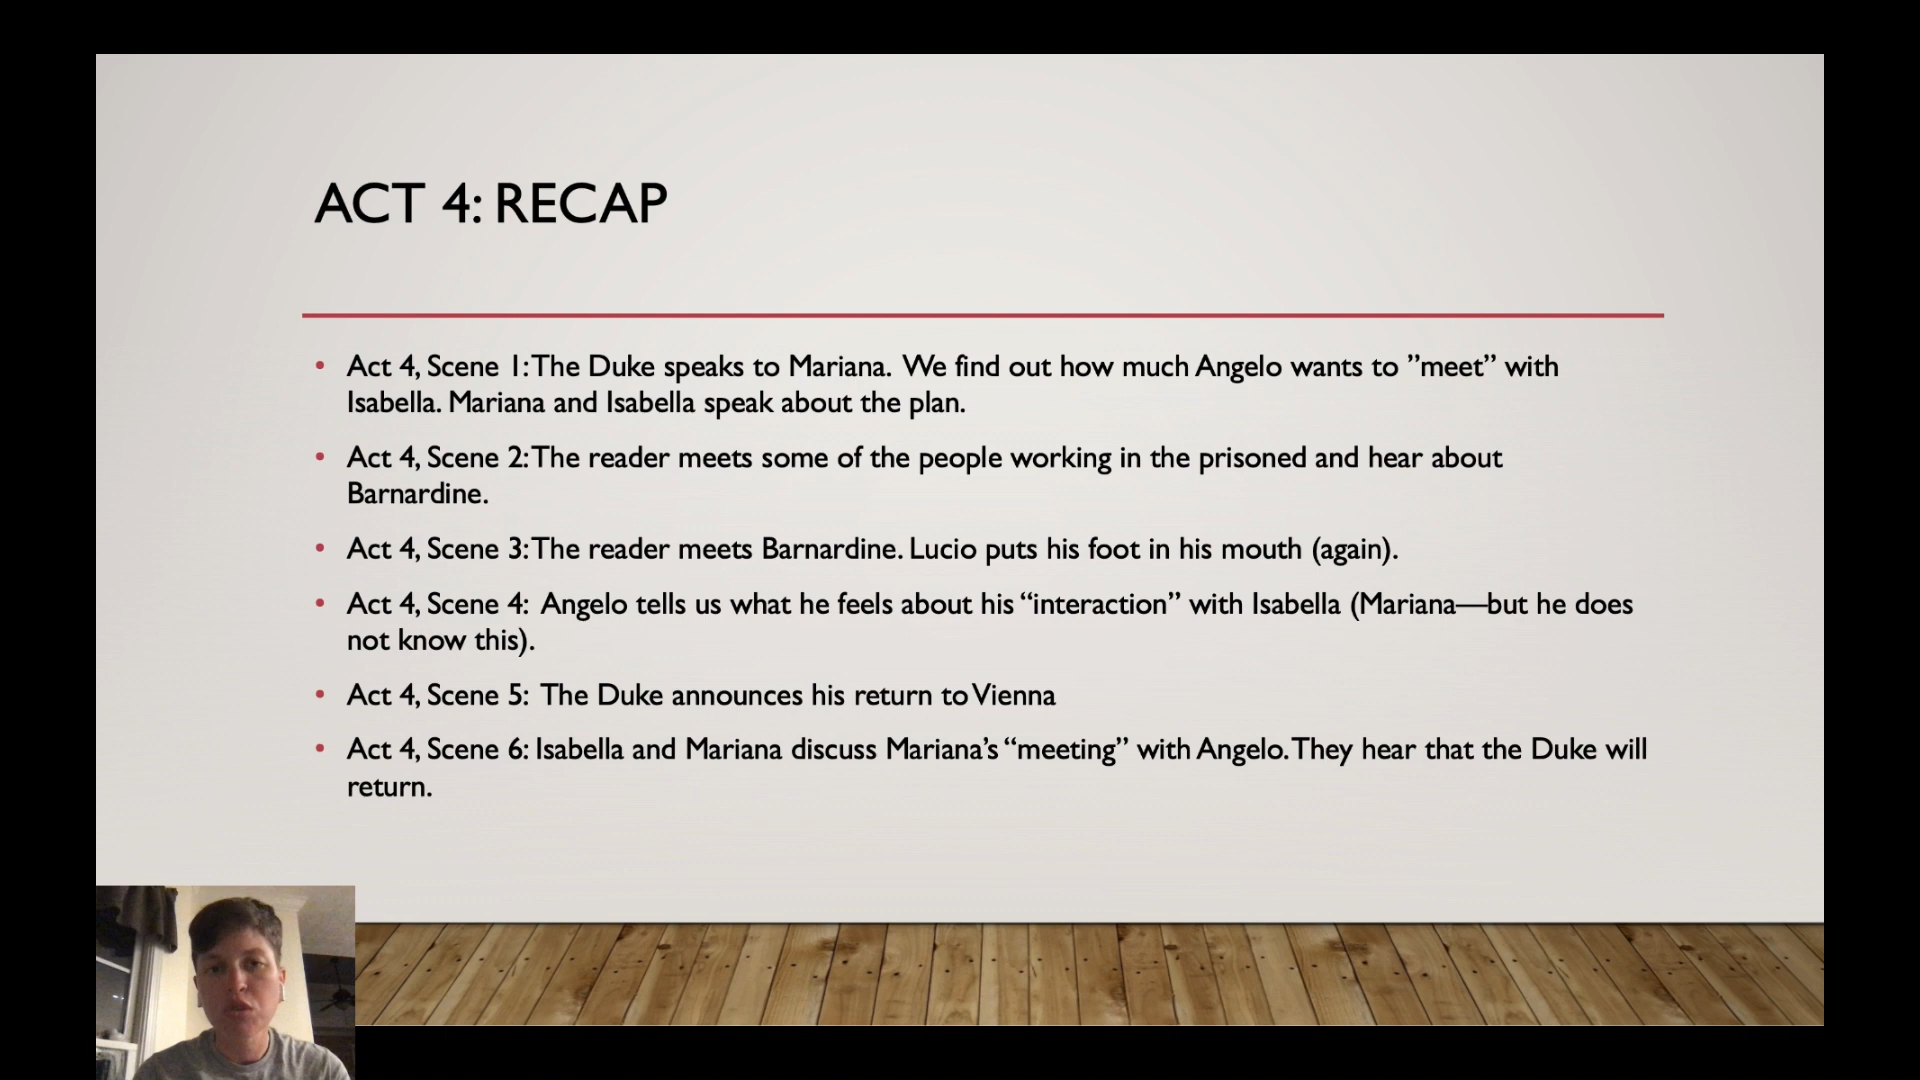 ACT 4: RECAP
• Act 4, Scene 1: The Duke speaks to Mariana.  We find out how much Angelo wants to ”meet” with
Isabella. Mariana and Isabella speak about the plan.
• Act 4, Scene 2: The reader meets some of the people working in the prisoned and hear about
Barnardine.
• Act 4, Scene 3: The reader meets Barnardine. Lucio puts his foot in his mouth (again).
• Act 4, Scene 4:  Angelo tells us what he feels about his “interaction” with Isabella (Mariana—but he does
not know this).
• Act 4, Scene 5:  The Duke announces his return to Vienna
• Act 4, Scene 6: Isabella and Mariana discuss Mariana’s “meeting” with Angelo. They hear that the Duke will
return.